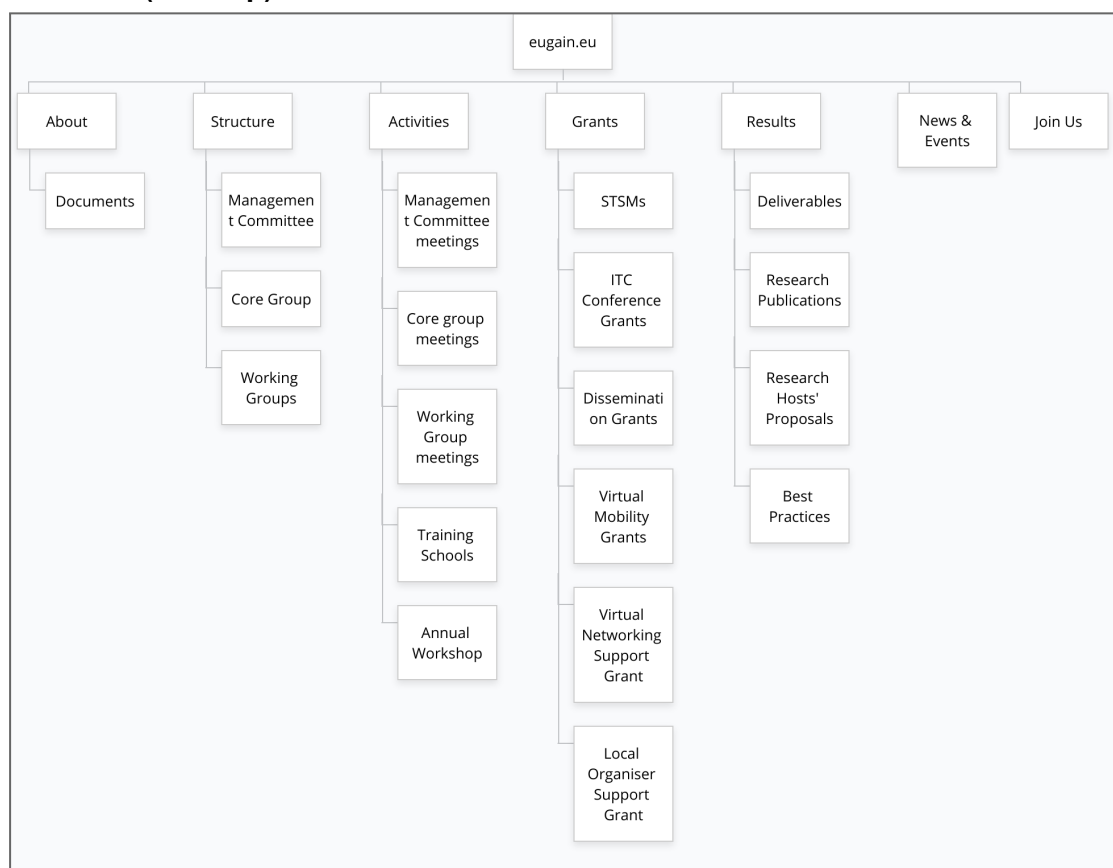 eugain.eu
About
Structure
Activities
Grants
Results
News &
Events
Join Us
Documents
Managemen
t Committee
Core Group
Working
Groups
Managemen
t Committee
meetings
Core group
meetings
Working
Group
meetings
Training
Schools
Annual
Workshop
STSMs
ITC
Conference
Grants
Disseminati
on Grants
Virtual
Mobility
Grants
Virtual
Networking
Support
Grant
Local
Organiser
Support
Grant
Deliverables
Research
Publications
Research
Hosts'
Proposals
Best
Practices